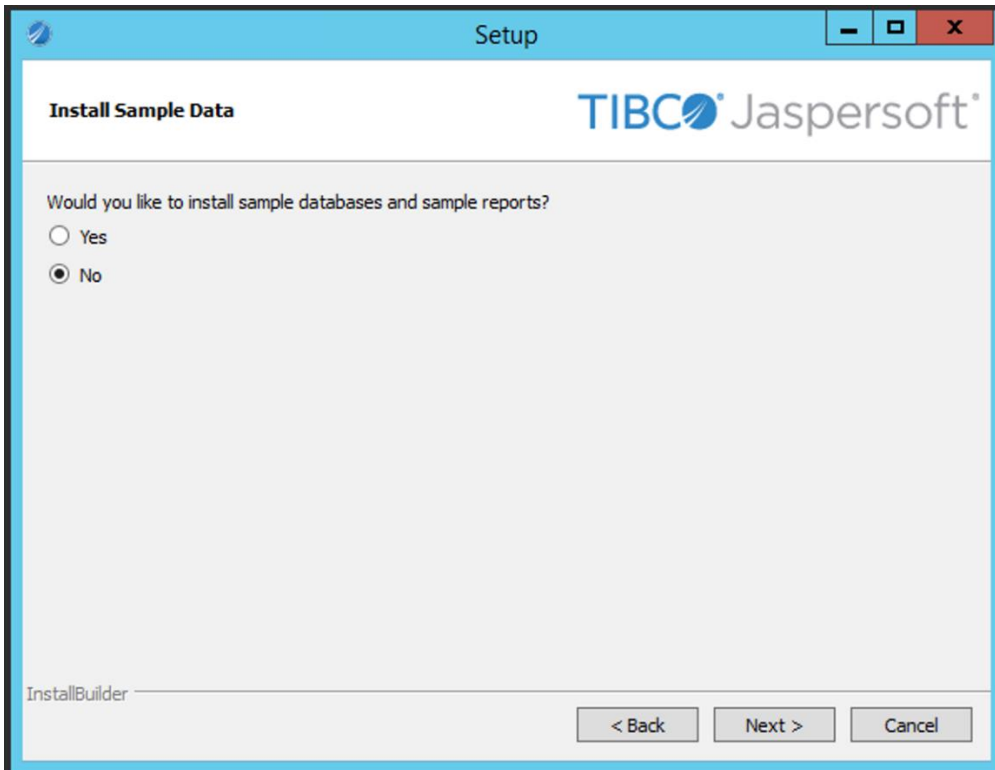 Setup
Install Sample Data
TIBCO® Jaspersoft®
Would you like to install sample databases and sample reports?
Yes
No
InstallBuilder
< Back Next > Cancel